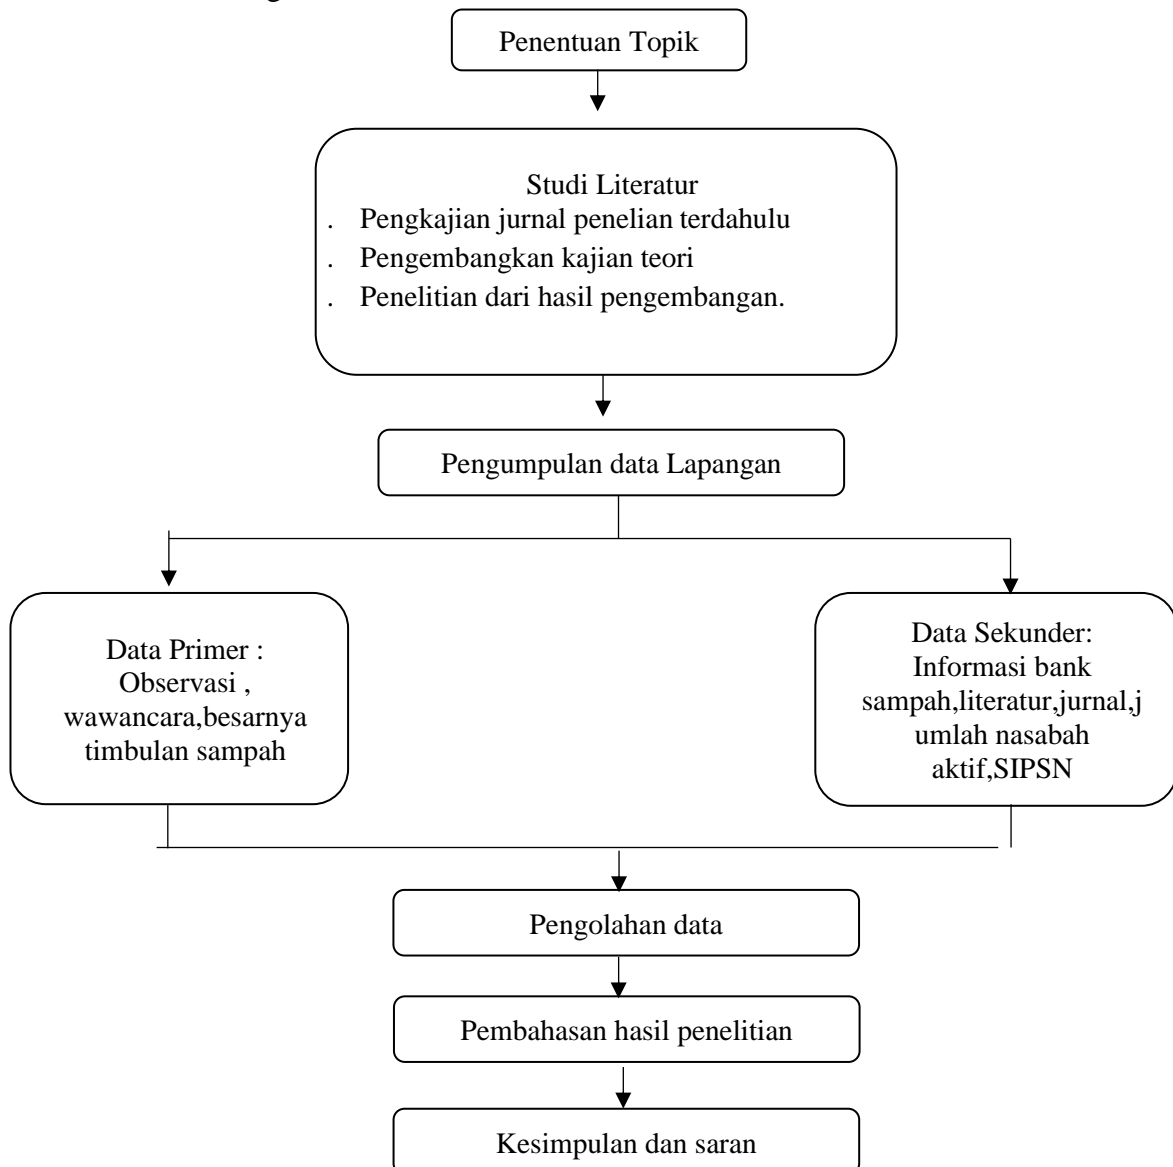 Penentuan Topik
Studi Literatur
. Pengkajian jurnal penelian terdahulu
. Pengembangkan kajian teori
. Penelitian dari hasil pengembangan.
Pengumpulan data Lapangan
Data Primer :
Observasi ,
wawancara,besarnya
timbulan sampah
Data Sekunder:
Informasi bank
sampah,literatur,jurnal,j
umlah nasabah
aktif,SIPSN
Pengolahan data
Pembahasan hasil penelitian
Kesimpulan dan saran